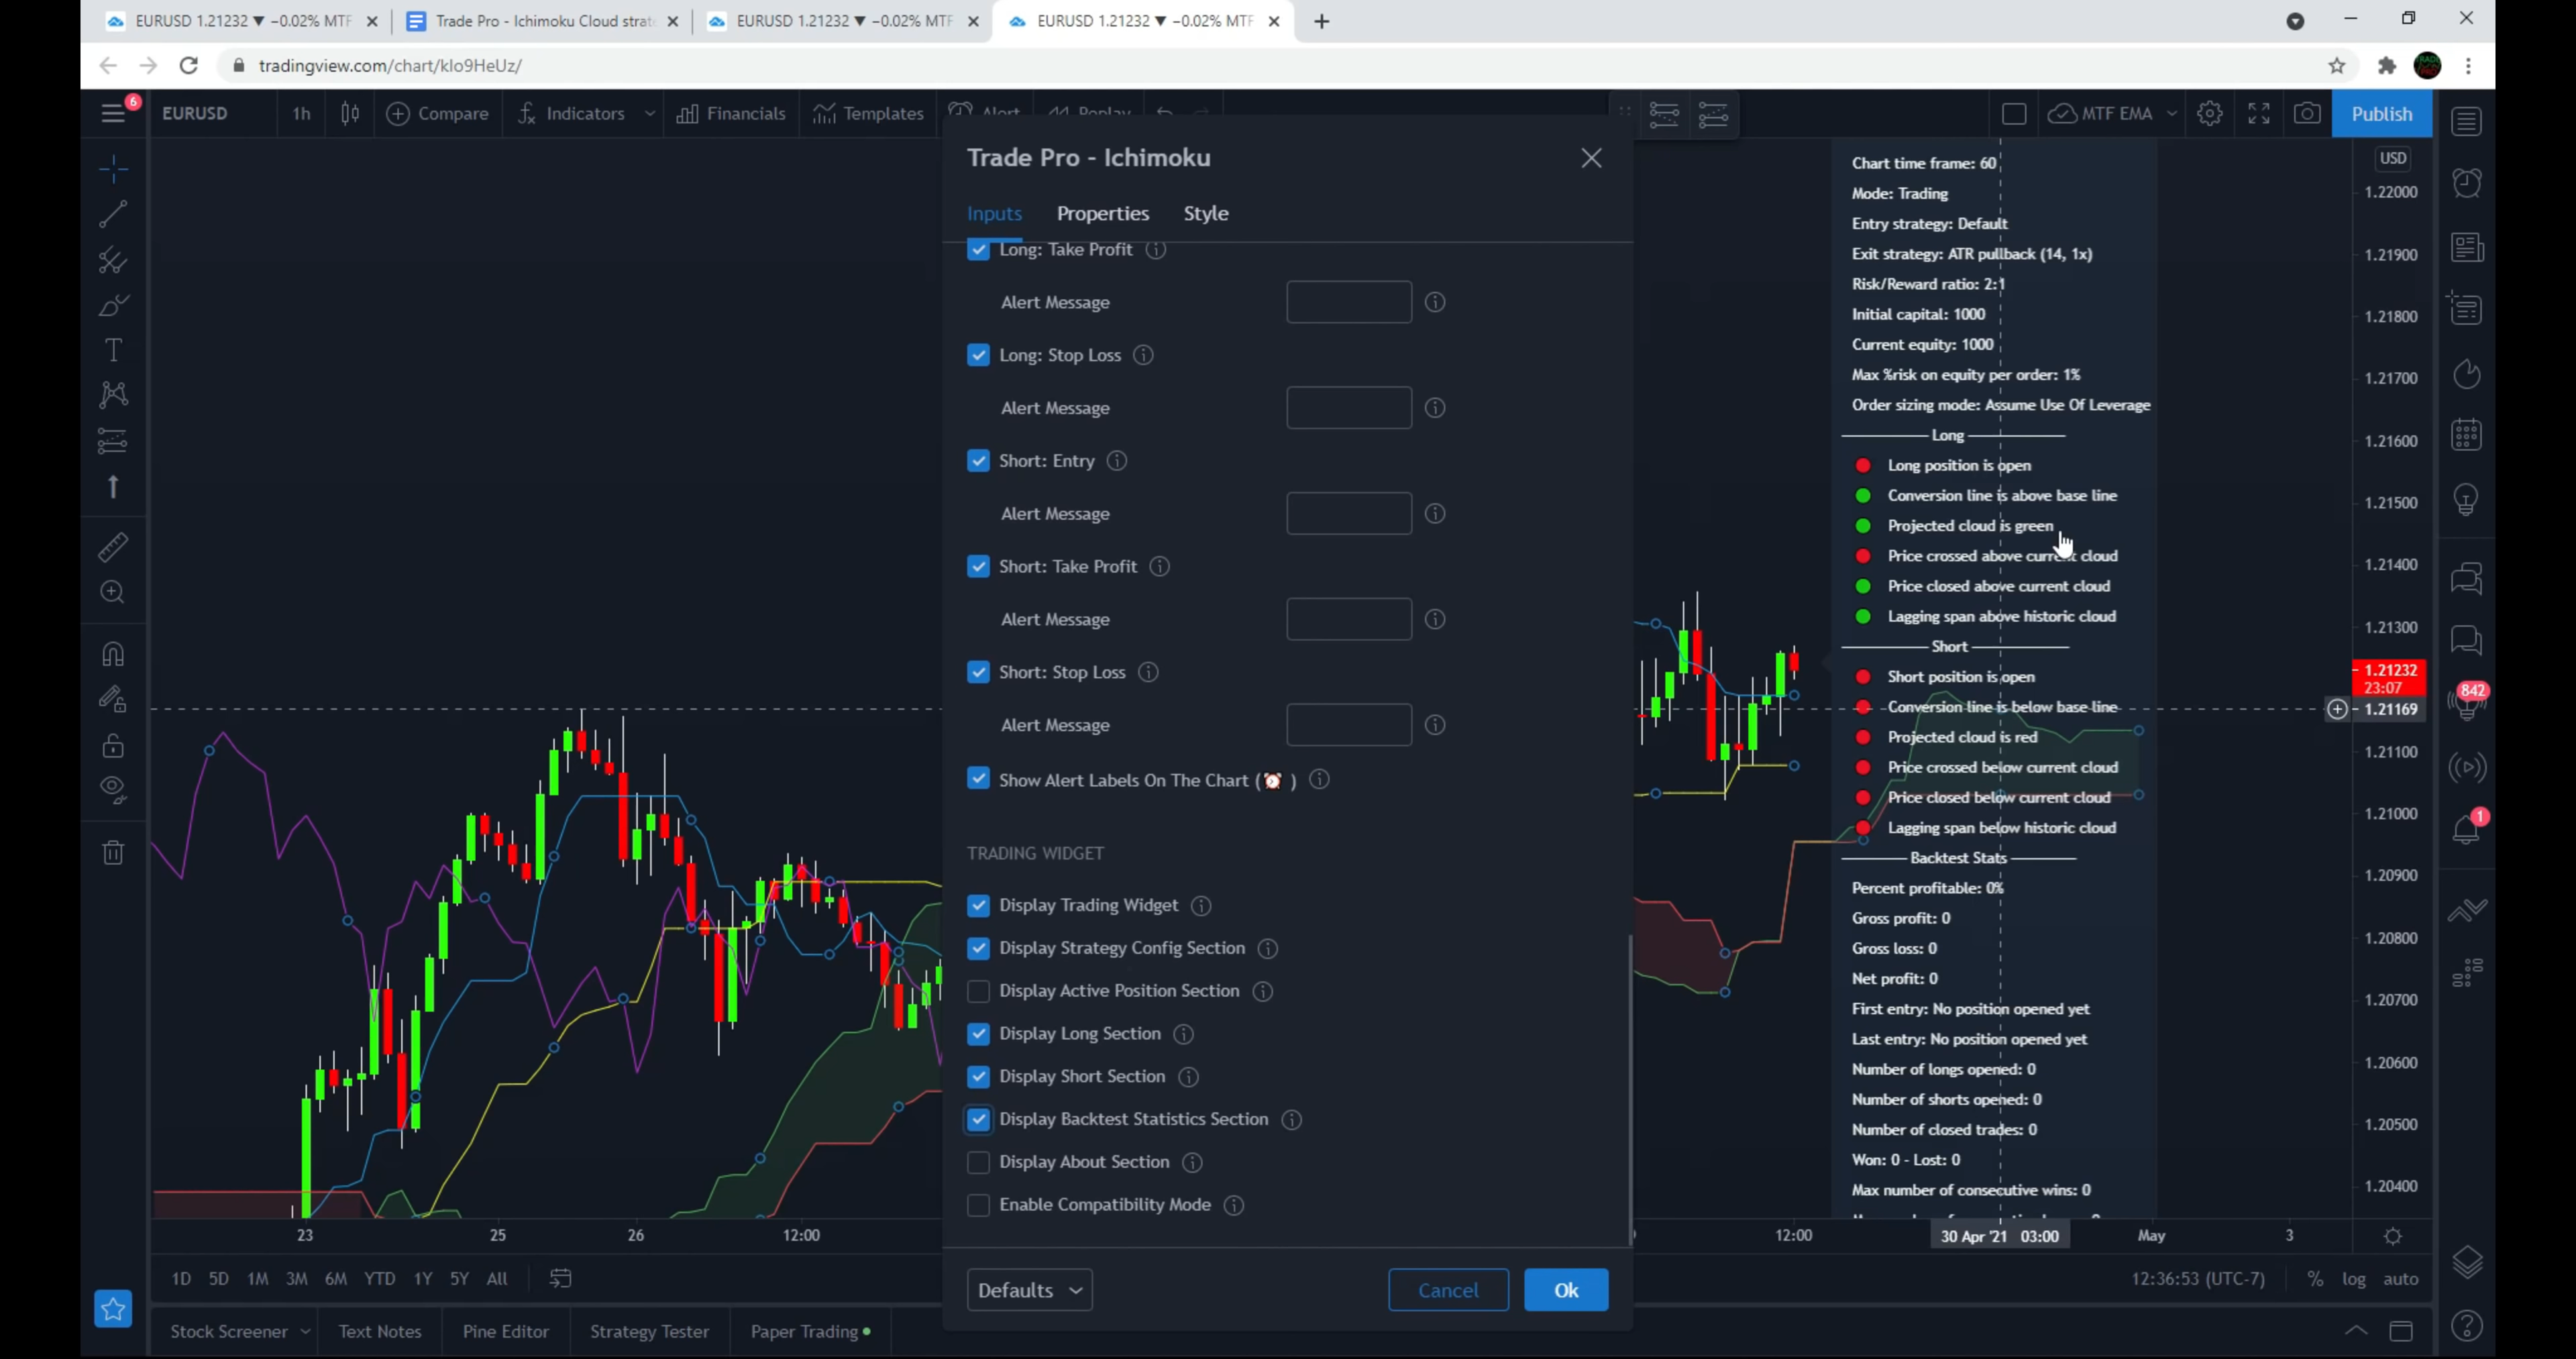 EURUSD 1.21232 ▼ −0.02% MTF
Trade Pro - Ichimoku Cloud strat
EURUSD 1.21232 ▼ −0.02% MTF
EURUSD 1.21232 ▼ −0.02% MTF
tradingview.com/chart/klo9HeUz/
6
EURUSD
1h
Compare
Indicators
Financials
Templates
Alert
Replay
MTF EMA
Publish
Trade Pro - Ichimoku
Inputs
Properties
Style
Long: Take Profit
Alert Message
Long: Stop Loss
Alert Message
Short: Entry
Alert Message
Short: Take Profit
Alert Message
Short: Stop Loss
Alert Message
Show Alert Labels On The Chart (⏰ )
TRADING WIDGET
Display Trading Widget
Display Strategy Config Section
Display Active Position Section
Display Long Section
Display Short Section
Display Backtest Statistics Section
Display About Section
Enable Compatibility Mode
Defaults
Cancel
Ok
Chart time frame: 60
Mode: Trading
Entry strategy: Default
Exit strategy: ATR pullback (14, 1x)
Risk/Reward ratio: 2:1
Initial capital: 1000
Current equity: 1000
Max %risk on equity per order: 1%
Order sizing mode: Assume Use Of Leverage
Long
Long position is open
Conversion line is above base line
Projected cloud is green
Price crossed above current cloud
Price closed above current cloud
Lagging span above historic cloud
Short
Short position is open
Conversion line is below base line
Projected cloud is red
Price crossed below current cloud
Price closed below current cloud
Lagging span below historic cloud
Backtest Stats
Percent profitable: 0%
Gross profit: 0
Gross loss: 0
Net profit: 0
First entry: No position opened yet
Last entry: No position opened yet
Number of longs opened: 0
Number of shorts opened: 0
Number of closed trades: 0
Won: 0 - Lost: 0
Max number of consecutive wins: 0
USD
1.22000
1.21900
1.21800
1.21700
1.21600
1.21500
1.21400
1.21300
1.21232
23:07
1.21169
1.21100
1.21000
1.20900
1.20800
1.20700
1.20600
1.20500
1.20400
842
1
23
25
26
12:00
12:00
30 Apr '21 03:00
May
3
1D
5D
1M
3M
6M
YTD
1Y
5Y
All
12:36:53 (UTC-7)
%
log
auto
Stock Screener
Text Notes
Pine Editor
Strategy Tester
Paper Trading